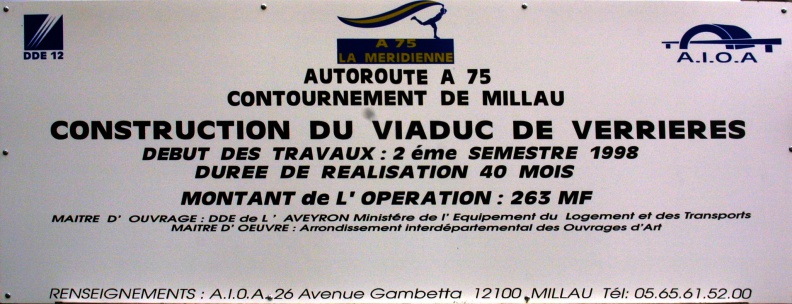 DDE 12
A 75
LA MERIDIENNE
A.I.O.A
AUTOROUTE A 75
CONTOURNEMENT DE MILLAU
CONSTRUCTION DU VIADUC DE VERRIERES
DEBUT DES TRAVAUX : 2 éme SEMESTRE 1998
DUREE DE REALISATION 40 MOIS
MONTANT de L' OPERATION : 263 MF
MAITRE D' OUVRAGE : DDE de L' AVEYRON Ministére de l' Equipement du Logement et des Transports
MAITRE D' OEUVRE : Arrondissement interdépartemental des Ouvrages d'Art
RENSEIGNEMENTS : A.I.O.A. 26 Avenue Gambetta 12100 MILLAU Tél: 05.65.61.52.00